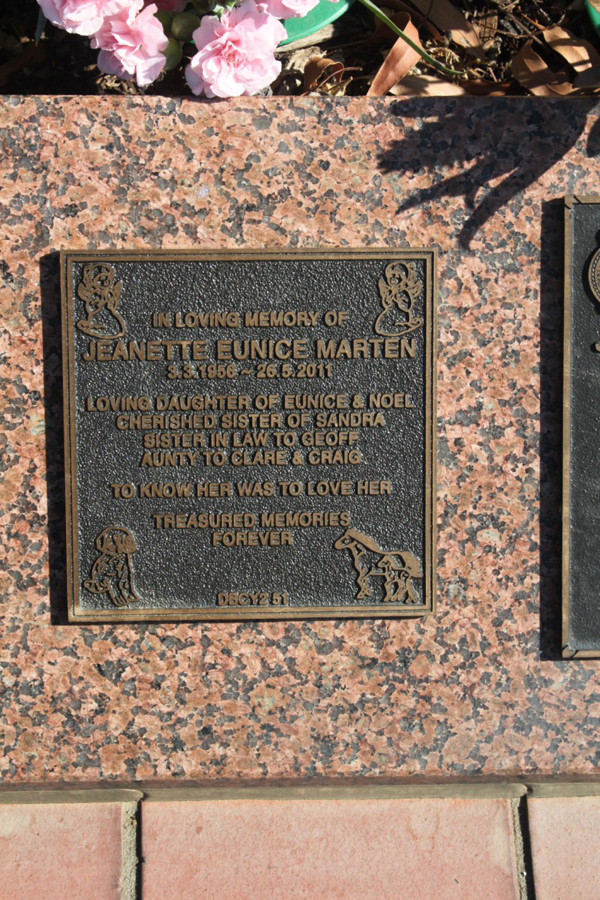 IN LOVING MEMORY OF
JEANETTE EUNICE MARTEN
3.3.1956 ~ 26.5.2011
LOVING DAUGHTER OF EUNICE & NOEL
CHERISHED SISTER OF SANDRA
SISTER IN LAW TO GEOFF
AUNTY TO CLARE & CRAIG
TO KNOW HER WAS TO LOVE HER
TREASURED MEMORIES
FOREVER